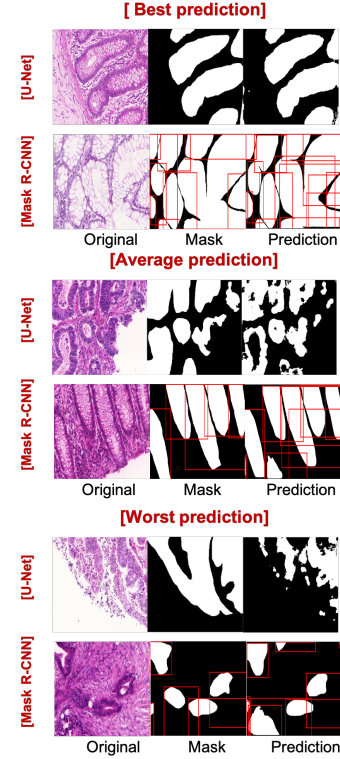 [ Best prediction]
[U-Net]
[Mask R-CNN]
Original Mask Prediction
[Average prediction]
[U-Net]
[Mask R-CNN]
Original Mask Prediction
[Worst prediction]
[U-Net]
[Mask R-CNN]
Original Mask Prediction